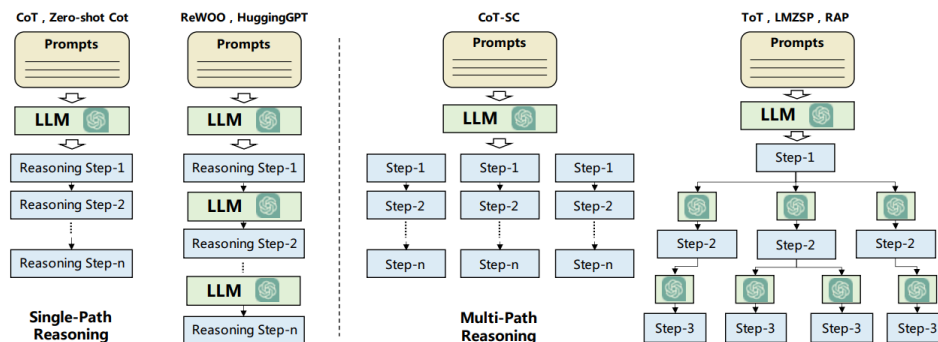 CoT , Zero-shot Cot
Prompts
LLM
Reasoning Step-1
Reasoning Step-2
Reasoning Step-n
Single-Path
Reasoning
ReWOO , HuggingGPT
Prompts
LLM
Reasoning Step-1
LLM
Reasoning Step-2
LLM
Reasoning Step-n
CoT-SC
Prompts
LLM
Step-1 Step-1 Step-1
Step-2 Step-2 Step-2
Step-n Step-n Step-n
Multi-Path
Reasoning
ToT , LMZSP , RAP
Prompts
LLM
Step-1
Step-2 Step-2 Step-2
Step-3 Step-3 Step-3 Step-3